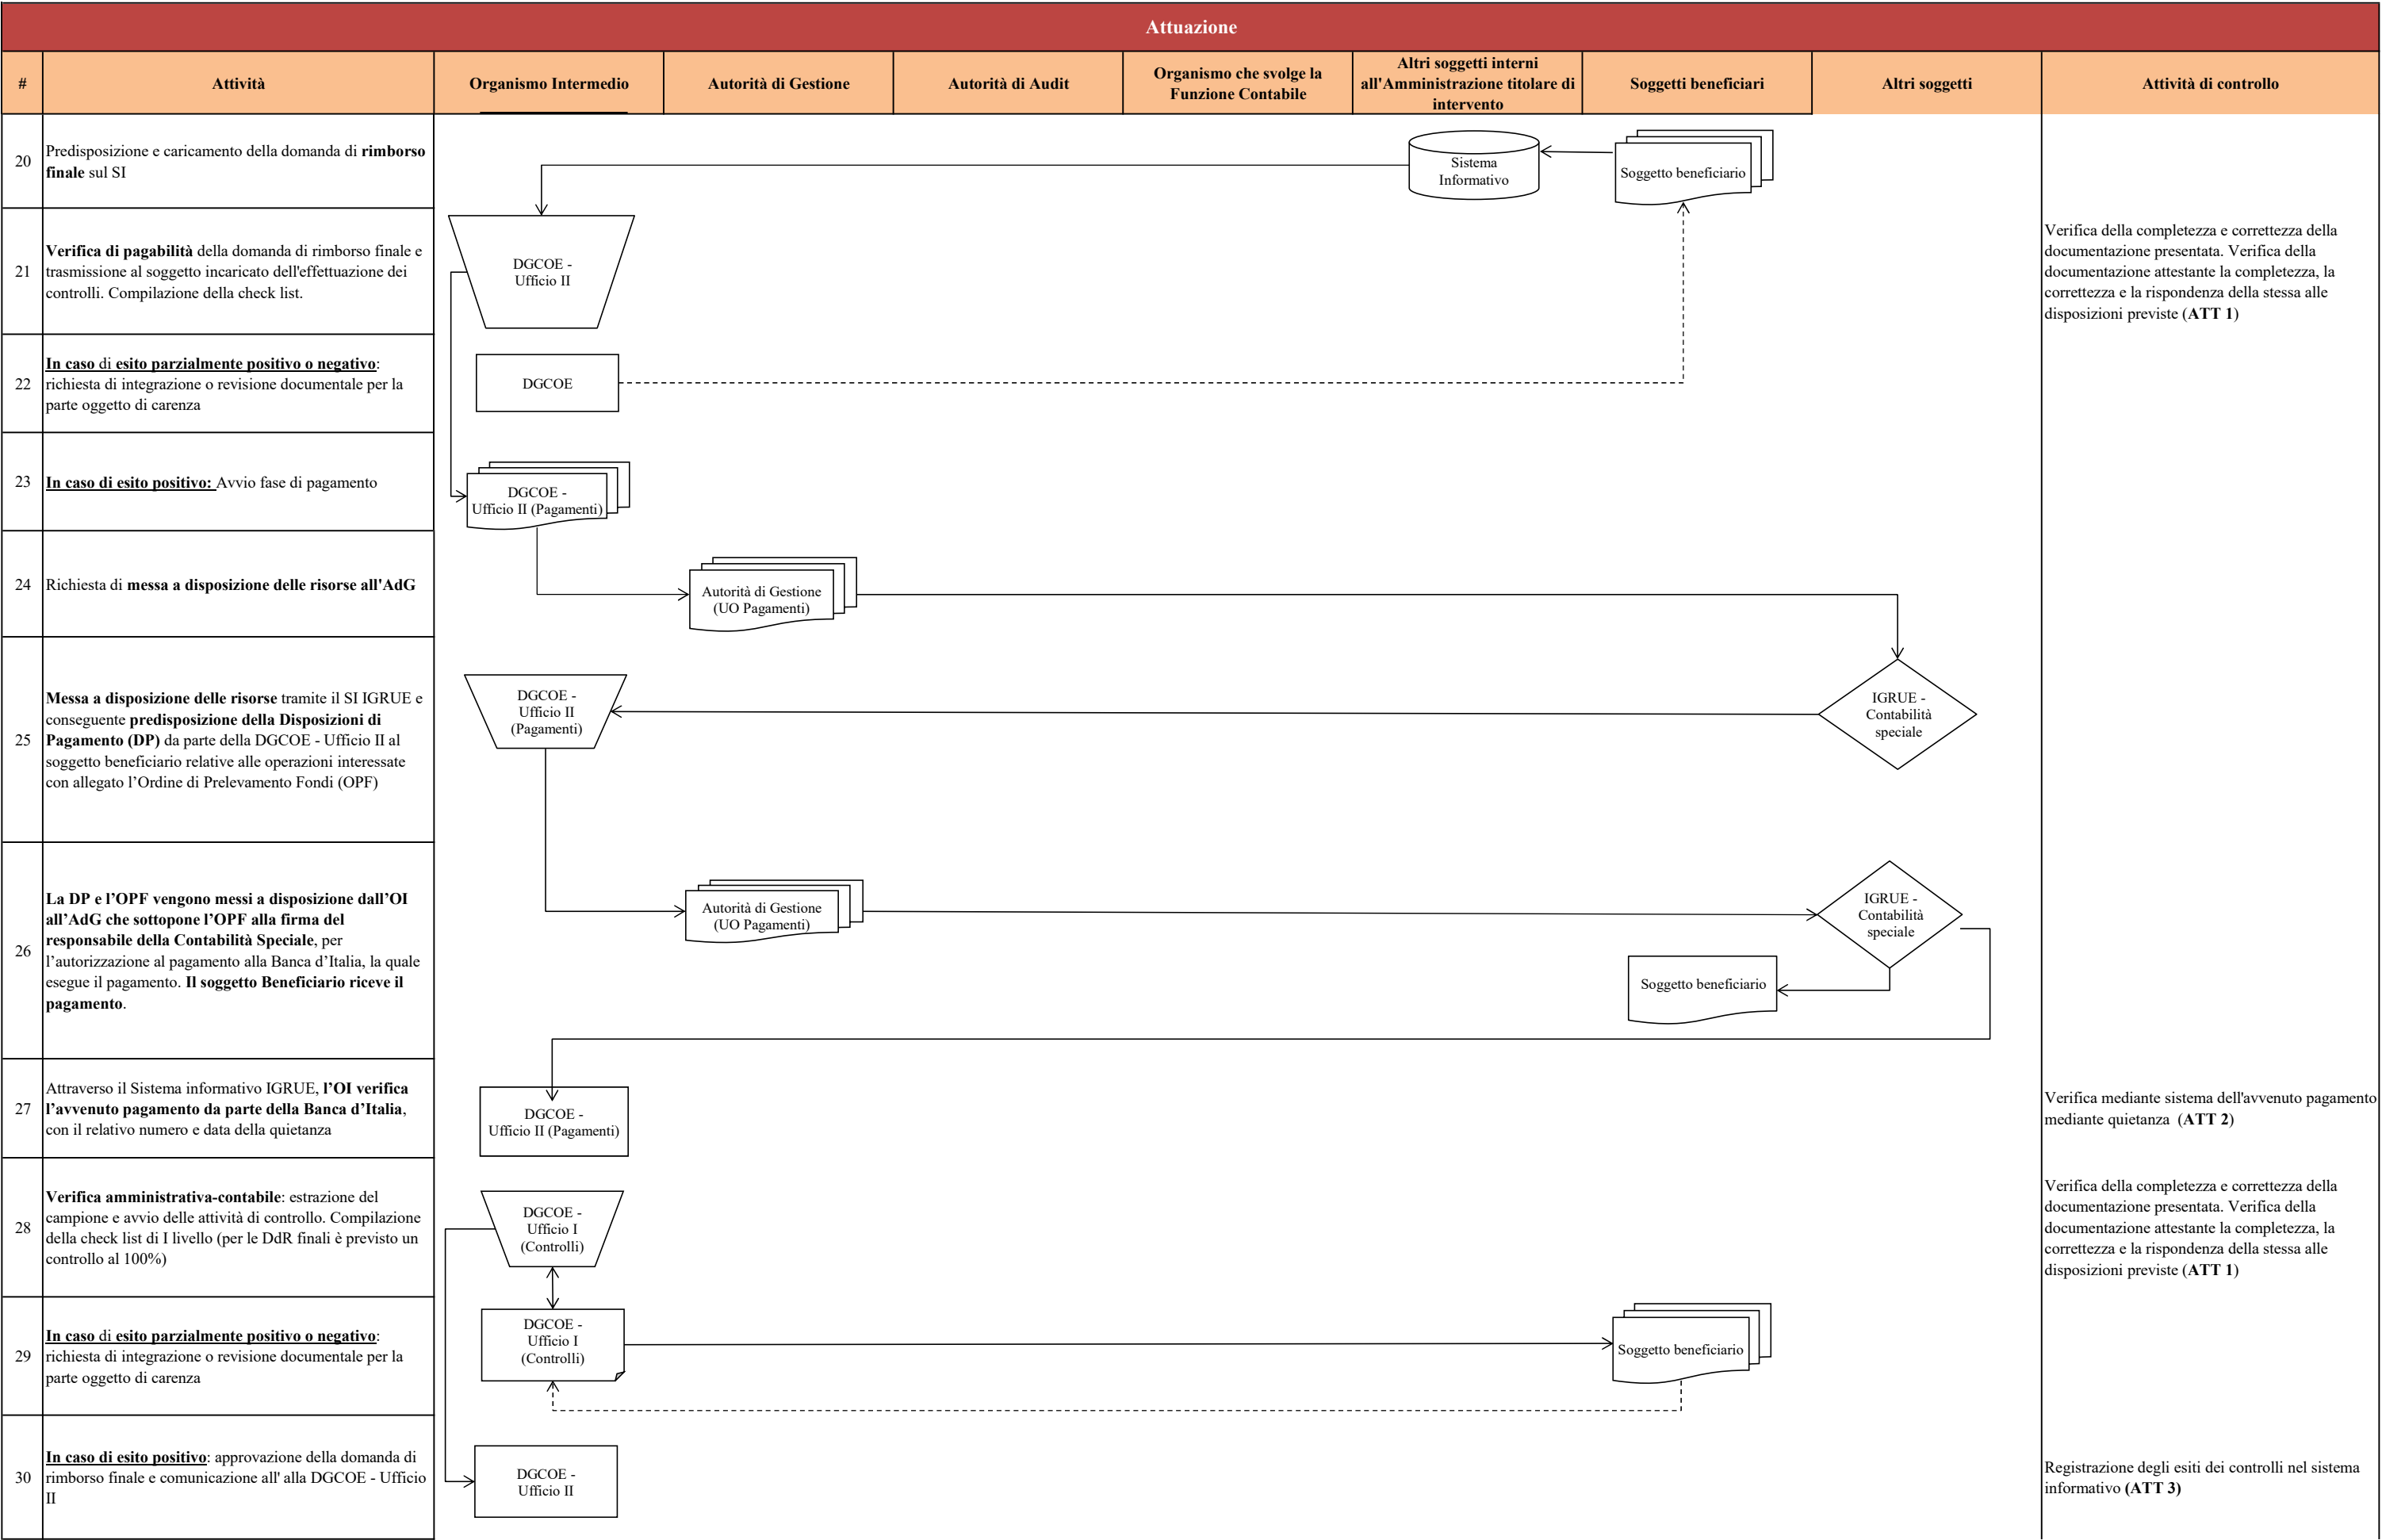 Attuazione
#
Attività
Organismo Intermedio
Autorità di Gestione
Autorità di Audit
Organismo che svolge la
Funzione Contabile
Altri soggetti interni
all'Amministrazione titolare di
intervento
Soggetti beneficiari
Altri soggetti
Attività di controllo
20
Predisposizione e caricamento della domanda di rimborso
finale sul SI
Sistema
Informativo
Soggetto beneficiario
21
Verifica di pagabilità della domanda di rimborso finale e
trasmissione al soggetto incaricato dell'effettuazione dei
controlli. Compilazione della check list.
DGCOE -
Ufficio II
Verifica della completezza e correttezza della
documentazione presentata. Verifica della
documentazione attestante la completezza, la
correttezza e la rispondenza della stessa alle
disposizioni previste (ATT 1)
22
In caso di esito parzialmente positivo o negativo:
richiesta di integrazione o revisione documentale per la
parte oggetto di carenza
DGCOE
23
In caso di esito positivo: Avvio fase di pagamento
DGCOE -
Ufficio II (Pagamenti)
24
Richiesta di messa a disposizione delle risorse all'AdG
Autorità di Gestione
(UO Pagamenti)
25
Messa a disposizione delle risorse tramite il SI IGRUE e
conseguente predisposizione della Disposizioni di
Pagamento (DP) da parte della DGCOE - Ufficio II al
soggetto beneficiario relative alle operazioni interessate
con allegato l’Ordine di Prelevamento Fondi (OPF)
DGCOE -
Ufficio II
(Pagamenti)
IGRUE -
Contabilità
speciale
26
La DP e l’OPF vengono messi a disposizione dall’OI
all’AdG che sottopone l’OPF alla firma del
responsabile della Contabilità Speciale, per
l’autorizzazione al pagamento alla Banca d’Italia, la quale
esegue il pagamento. Il soggetto Beneficiario riceve il
pagamento.
Autorità di Gestione
(UO Pagamenti)
IGRUE -
Contabilità
speciale
Soggetto beneficiario
27
Attraverso il Sistema informativo IGRUE, l’OI verifica
l’avvenuto pagamento da parte della Banca d’Italia,
con il relativo numero e data della quietanza
DGCOE -
Ufficio II (Pagamenti)
Verifica mediante sistema dell'avvenuto pagamento
mediante quietanza (ATT 2)
28
Verifica amministrativa-contabile: estrazione del
campione e avvio delle attività di controllo. Compilazione
della check list di I livello (per le DdR finali è previsto un
controllo al 100%)
DGCOE -
Ufficio I
(Controlli)
Verifica della completezza e correttezza della
documentazione presentata. Verifica della
documentazione attestante la completezza, la
correttezza e la rispondenza della stessa alle
disposizioni previste (ATT 1)
29
In caso di esito parzialmente positivo o negativo:
richiesta di integrazione o revisione documentale per la
parte oggetto di carenza
DGCOE -
Ufficio I
(Controlli)
Soggetto beneficiario
30
In caso di esito positivo: approvazione della domanda di
rimborso finale e comunicazione all' alla DGCOE - Ufficio
II
DGCOE -
Ufficio II
Registrazione degli esiti dei controlli nel sistema
informativo (ATT 3)